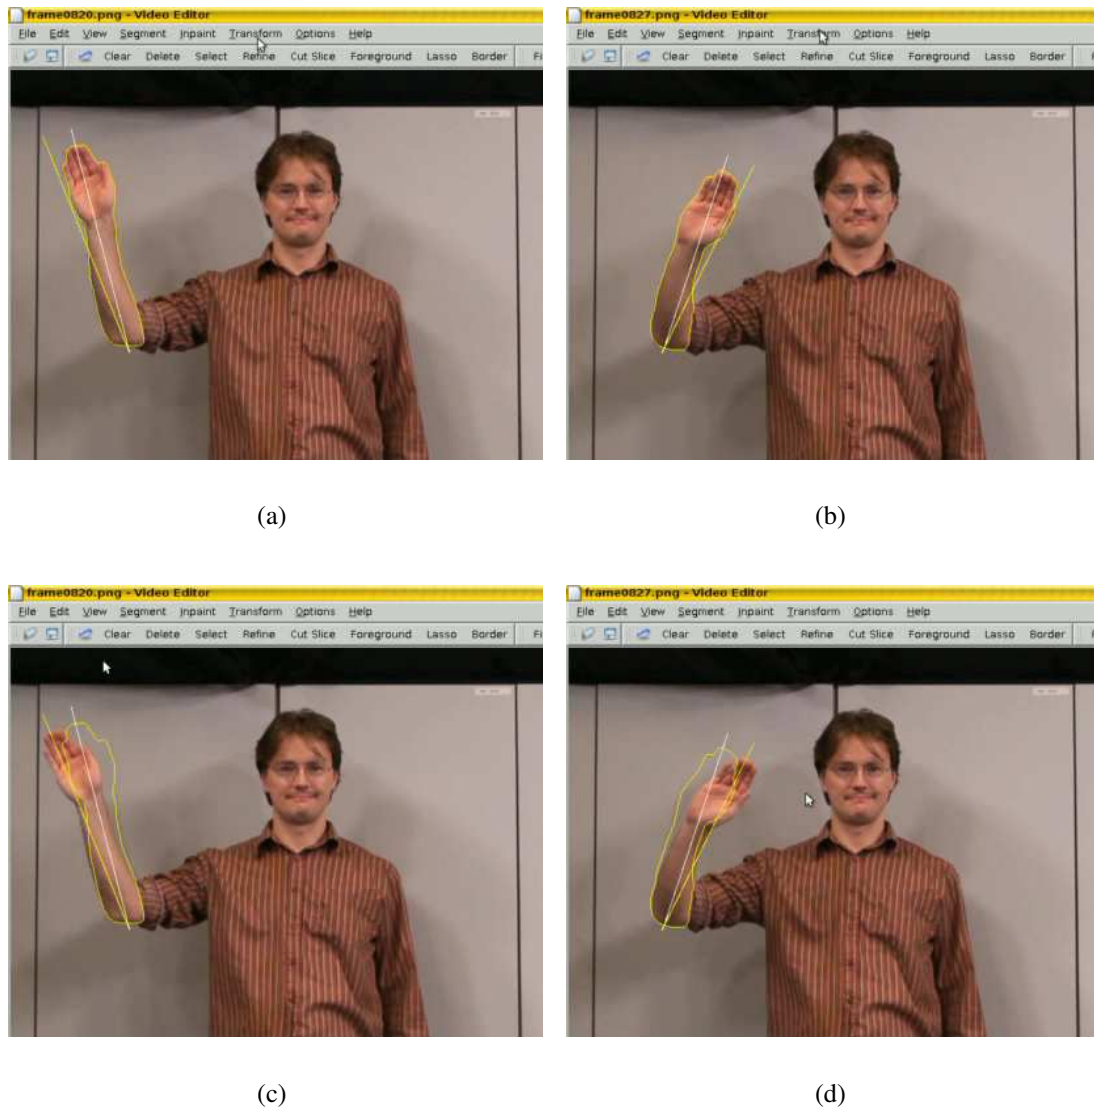 frame0820.png - Video Editor
File Edit View Segment Inpaint Transform Options Help
Clear Delete Select Refine Cut Slice Foreground Lasso Border
frame0827.png - Video Editor
File Edit View Segment Inpaint Transform Options Help
Clear Delete Select Refine Cut Slice Foreground Lasso Border
(a)
(b)
frame0820.png - Video Editor
File Edit View Segment Inpaint Transform Options Help
Clear Delete Select Refine Cut Slice Foreground Lasso Border
frame0827.png - Video Editor
File Edit View Segment Inpaint Transform Options Help
Clear Delete Select Refine Cut Slice Foreground Lasso Border
(c)
(d)